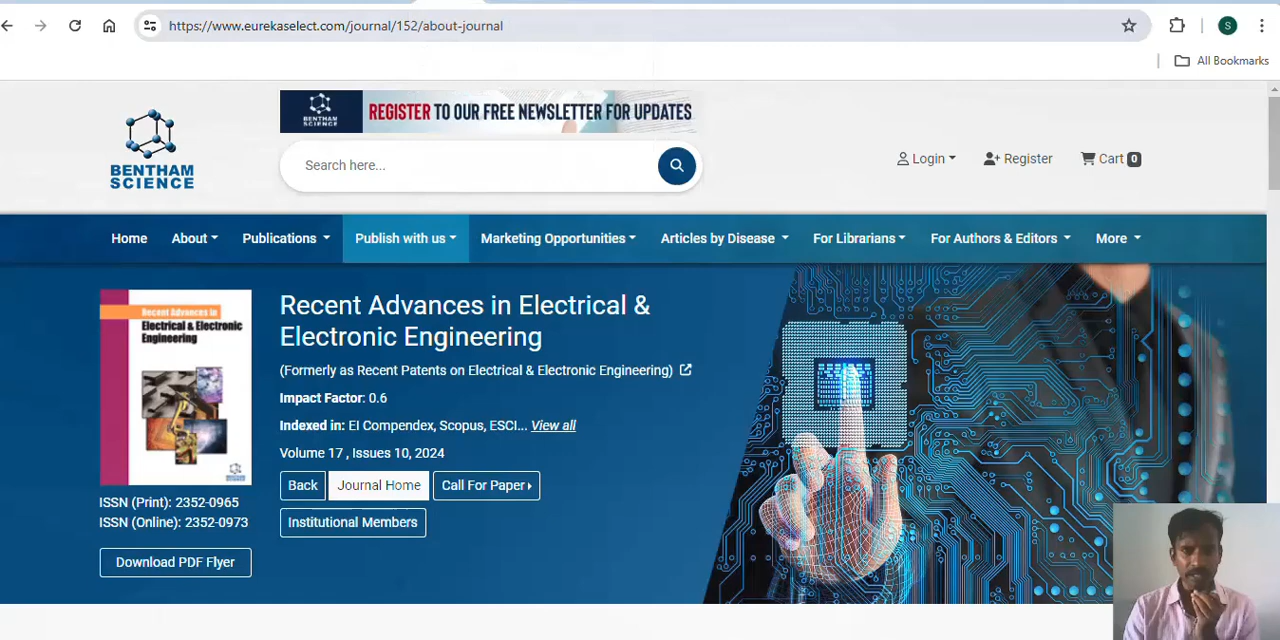 https://www.eurekaselect.com/journal/152/about-journal
S
All Bookmarks
BENTHAM SCIENCE
REGISTER TO OUR FREE NEWSLETTER FOR UPDATES
BENTHAM
SCIENCE
Search here...
Login
Register
Cart 0
Home
About
Publications
Publish with us
Marketing Opportunities
Articles by Disease
For Librarians
For Authors & Editors
More
Recent Advances in
Electrical & Electronic
Engineering
Recent Advances in Electrical &
Electronic Engineering
(Formerly as Recent Patents on Electrical & Electronic Engineering)
Impact Factor: 0.6
Indexed in: EI Compendex, Scopus, ESCI... View all
Volume 17 , Issues 10, 2024
Back
Journal Home
Call For Paper
Institutional Members
ISSN (Print): 2352-0965
ISSN (Online): 2352-0973
Download PDF Flyer